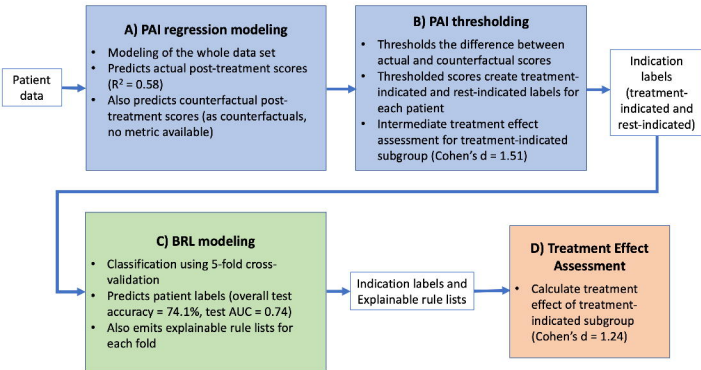 A) PAI regression modeling
• Modeling of the whole data set
• Predicts actual post-treatment scores
(R² = 0.58)
• Also predicts counterfactual post-
treatment scores (as counterfactuals,
no metric available)
B) PAI thresholding
• Thresholds the difference between
actual and counterfactual scores
• Thresholded scores create treatment-
indicated and rest-indicated labels for
each patient
• Intermediate treatment effect
assessment for treatment-indicated
subgroup (Cohen's d = 1.51)
Patient
data
Indication
labels
(treatment-
indicated and
rest-indicated)
C) BRL modeling
• Classification using 5-fold cross-
validation
• Predicts patient labels (overall test
accuracy = 74.1%, test AUC = 0.74)
• Also emits explainable rule lists for
each fold
Indication labels and
Explainable rule lists
D) Treatment Effect
Assessment
• Calculate treatment
effect of treatment-
indicated subgroup
(Cohen's d = 1.24)